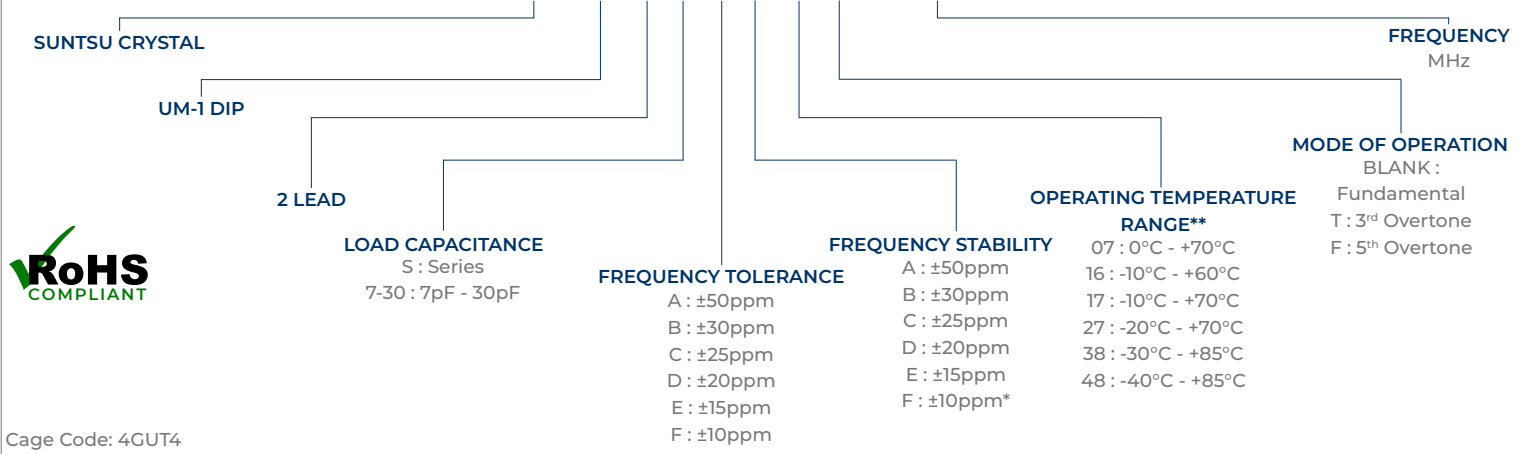 SUNTSU CRYSTAL
UM-1 DIP
2 LEAD
LOAD CAPACITANCE
S : Series
7-30 : 7pF - 30pF
FREQUENCY TOLERANCE
A : ±50ppm
B : ±30ppm
C : ±25ppm
D : ±20ppm
E : ±15ppm
F : ±10ppm
FREQUENCY STABILITY
A : ±50ppm
B : ±30ppm
C : ±25ppm
D : ±20ppm
E : ±15ppm
F : ±10ppm*
OPERATING TEMPERATURE
RANGE**
07 : 0°C - +70°C
16 : -10°C - +60°C
17 : -10°C - +70°C
27 : -20°C - +70°C
38 : -30°C - +85°C
48 : -40°C - +85°C
MODE OF OPERATION
BLANK :
Fundamental
T : 3rd Overtone
F : 5th Overtone
FREQUENCY
MHz
RoHS
COMPLIANT
Cage Code: 4GUT4